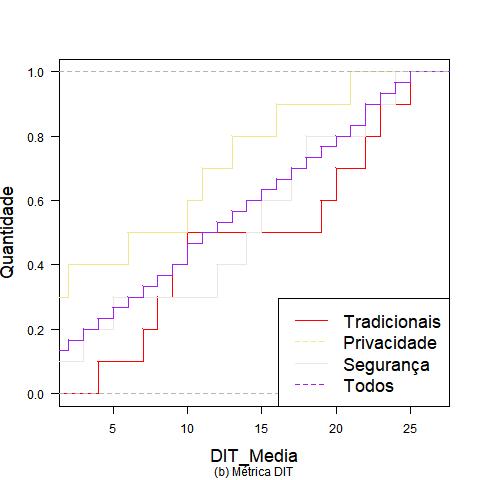 1.0
0.8
0.6
0.4
0.2
0.0
Quantidade
Tradicionais
Privacidade
Segurança
Todos
5 10 15 20 25
DIT_Media
(b) Métrica DIT